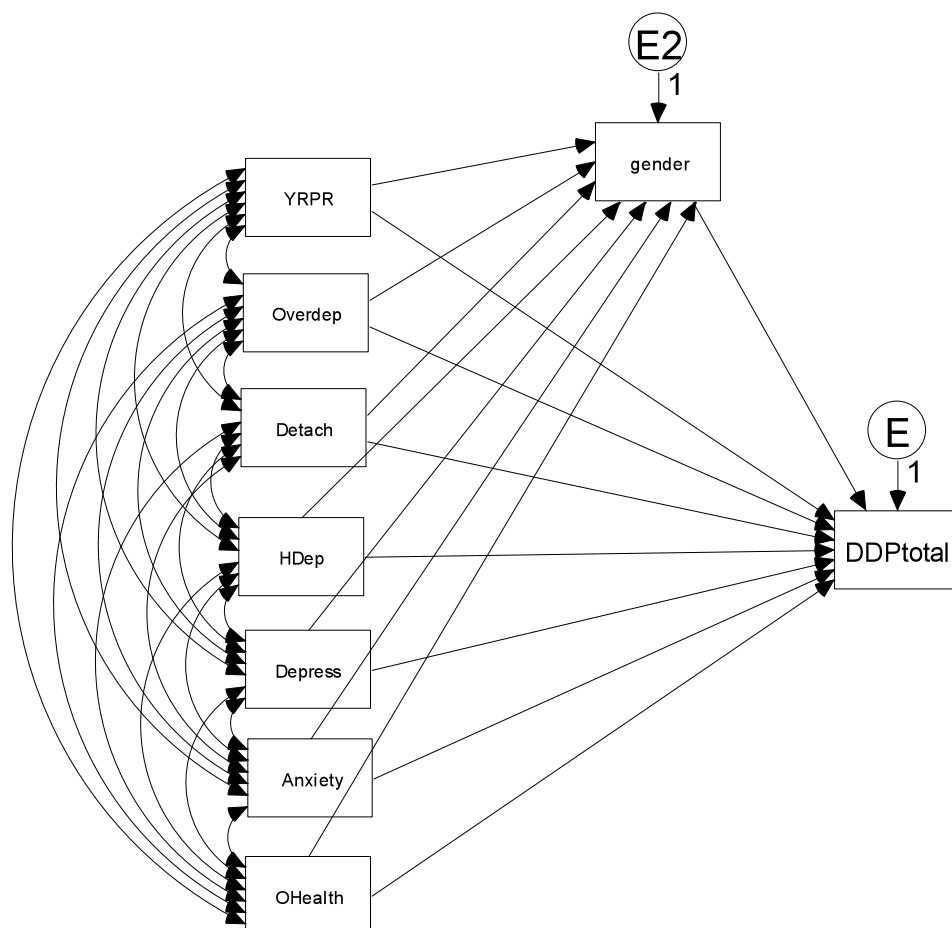 E2
1
gender
YRPR
Overdep
Detach
E
1
HDep
DDPtotal
Depress
Anxiety
OHealth